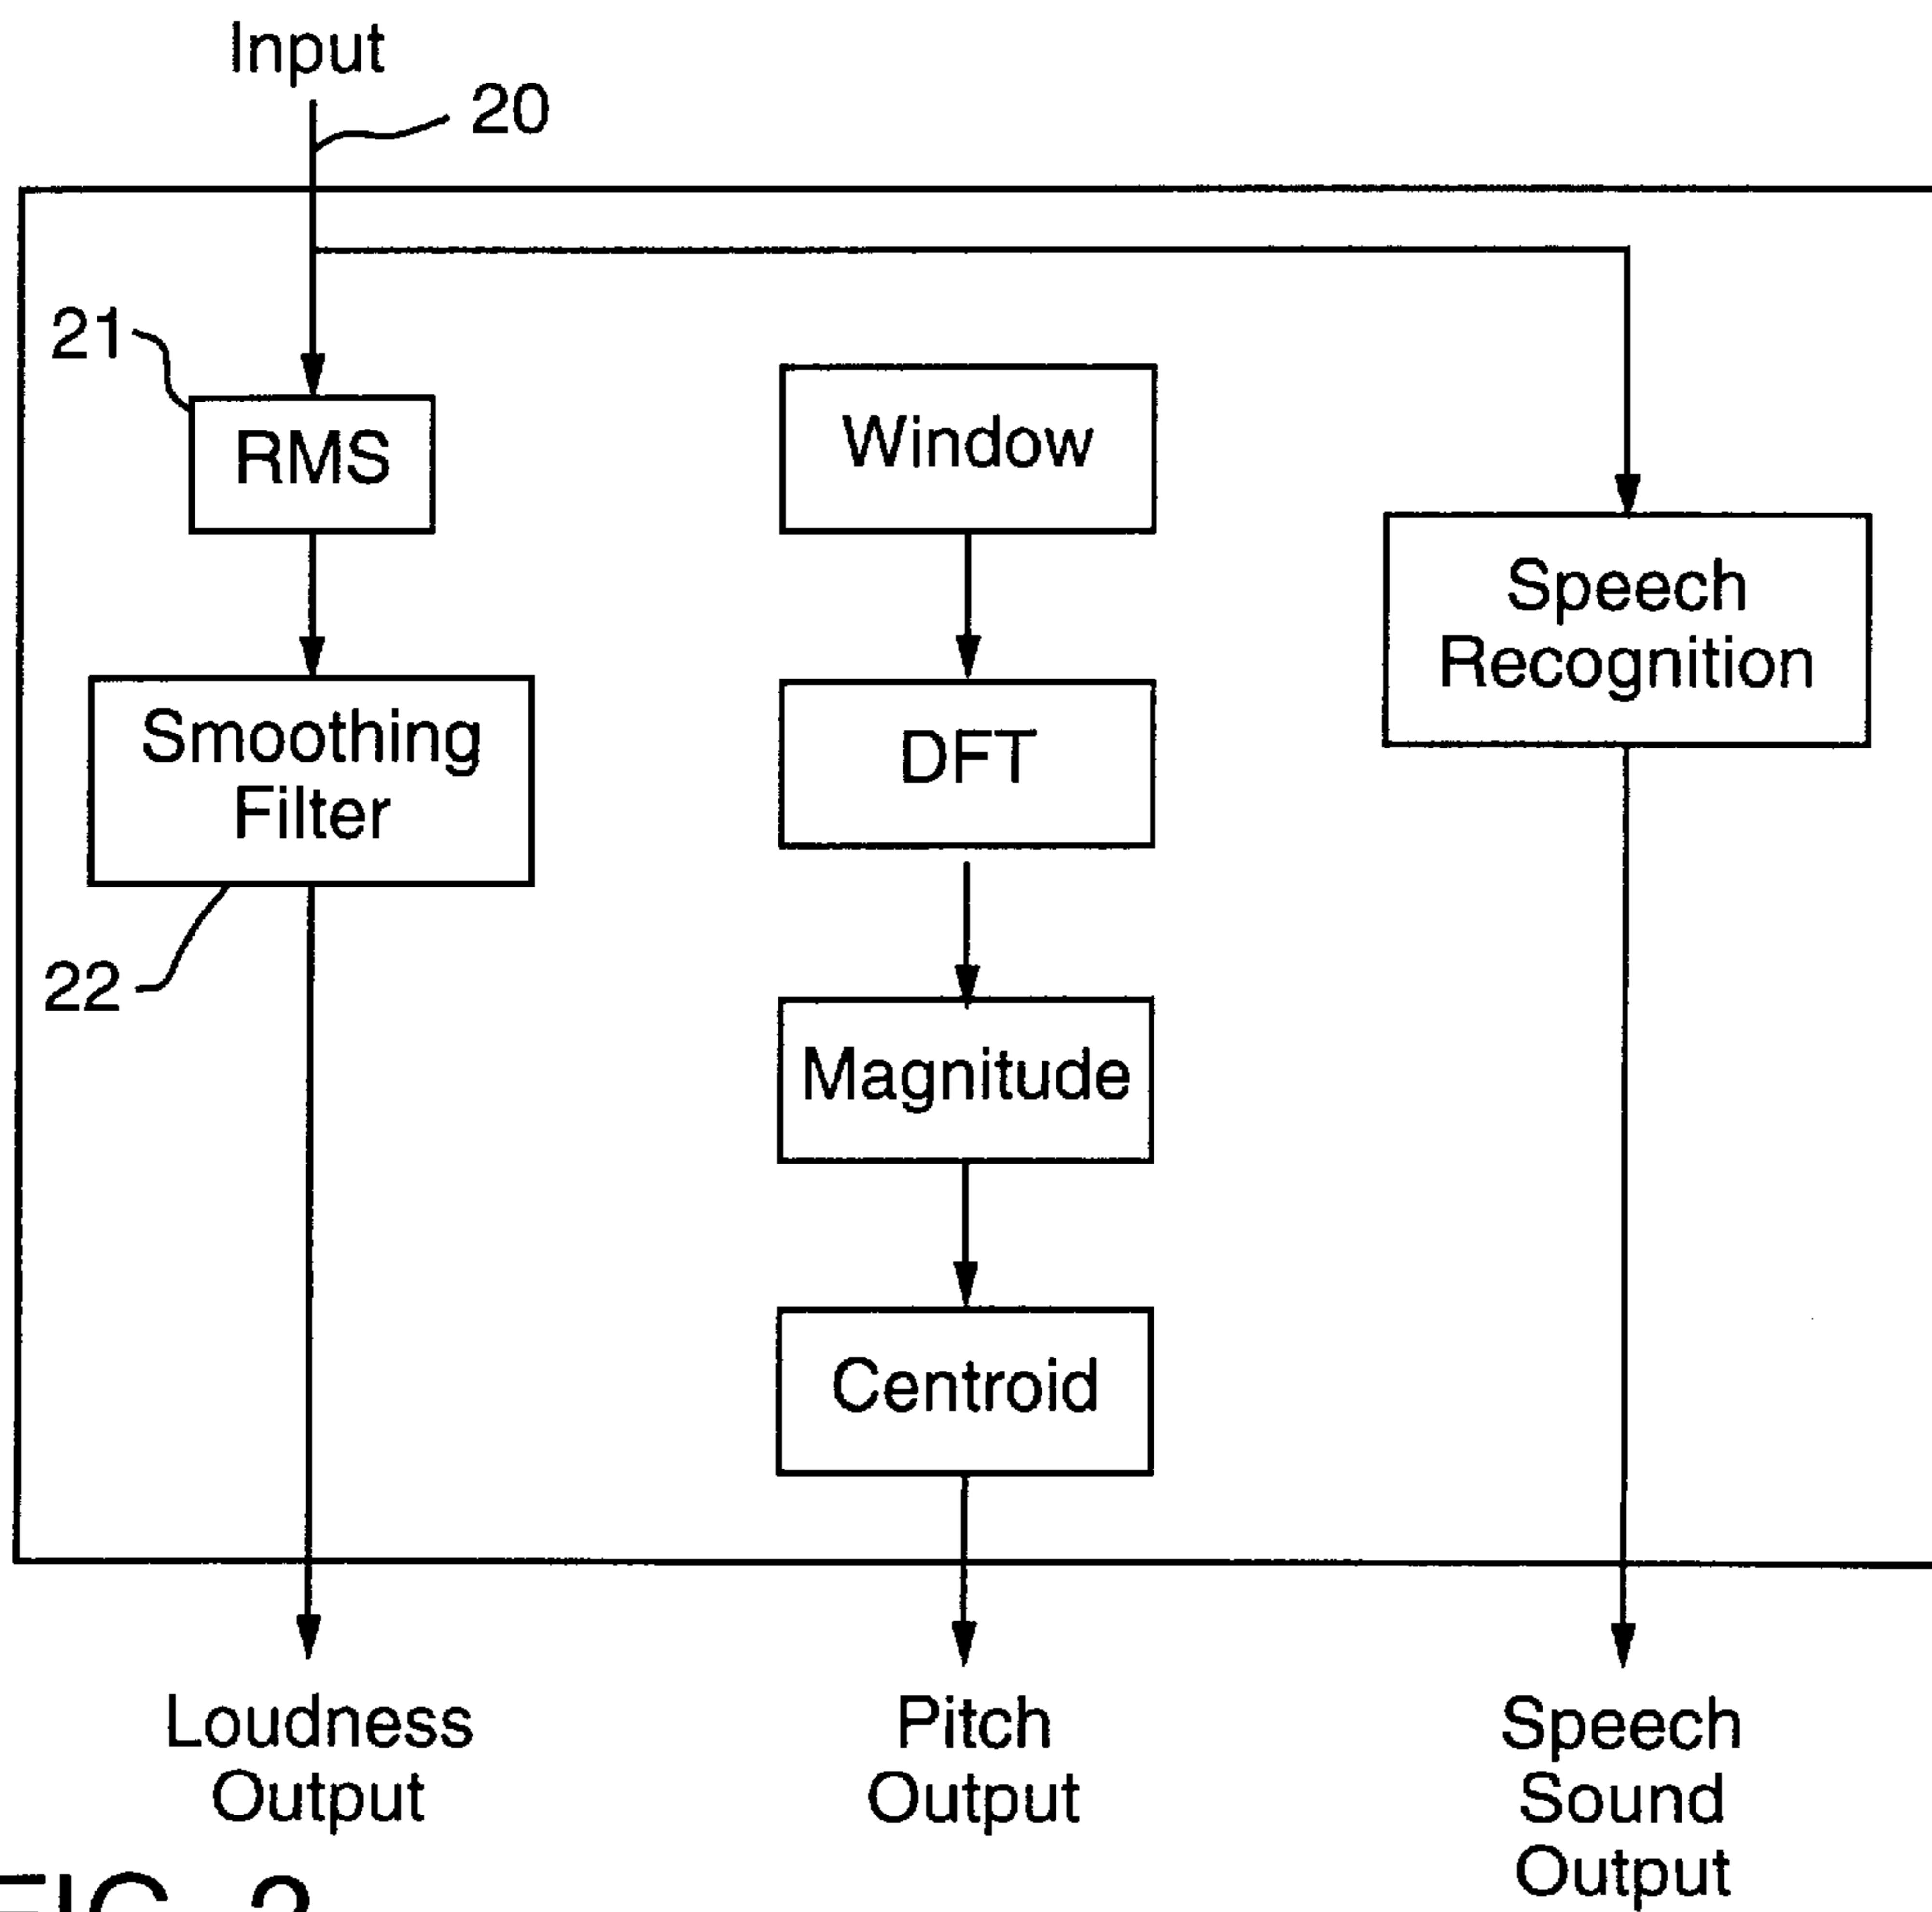 Input
20
21
RMS
Window
Speech
Recognition
Smoothing
Filter
DFT
22
Magnitude
Centroid
Loudness
Output
Pitch
Output
Speech
Sound
Output